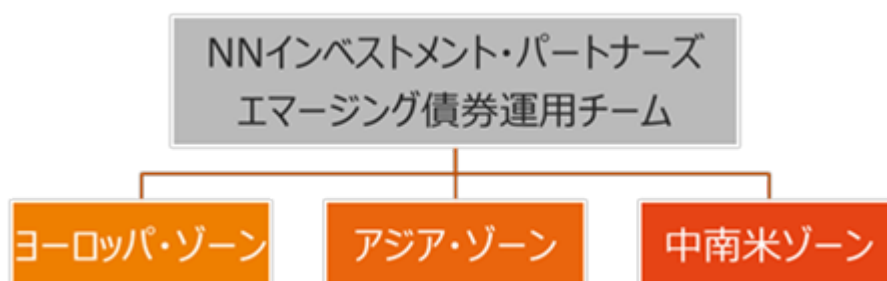 NNインベストメント・パートナーズ
エマージング債券運用チーム
ヨーロッパ・ゾーン
アジア・ゾーン
中南米ゾーン